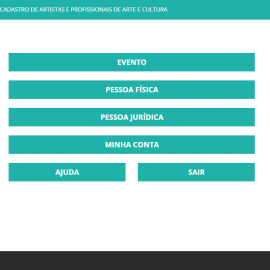 CADASTRO DE ARTISTAS E PROFISSIONAIS DE ARTE E CULTURA
EVENTO
PESSOA FÍSICA
PESSOA JURÍDICA
MINHA CONTA
AJUDA SAIR